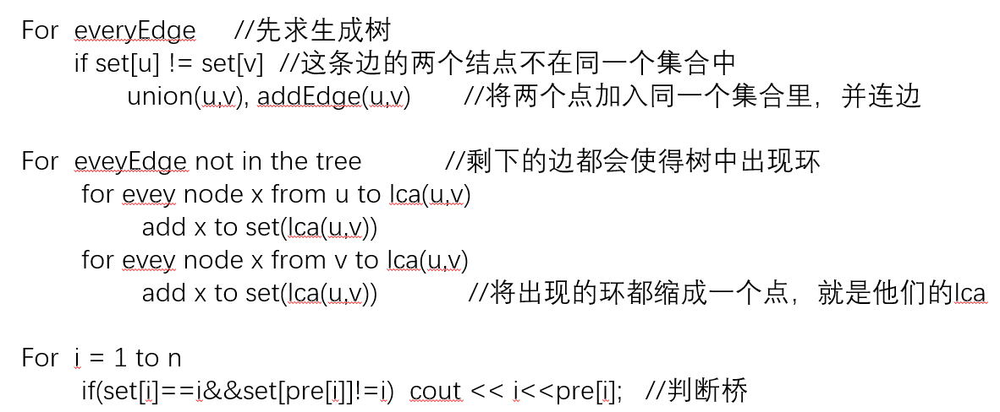 For everyEdge //先求生成树
if set[u] != set[v] //这条边的两个结点不在同一个集合中
union(u,v), addEdge(u,v) //将两个点加入同一个集合里，并连边
For eveyEdge not in the tree //剩下的边都会使得树中出现环
for evey node x from u to lca(u,v)
add x to set(lca(u,v))
for evey node x from v to lca(u,v)
add x to set(lca(u,v)) //将出现的环都缩成一个点，就是他们的lca
For i = 1 to n
if(set[i]==i&&set[pre[i]]!=i) cout << i<<pre[i]; //判断桥